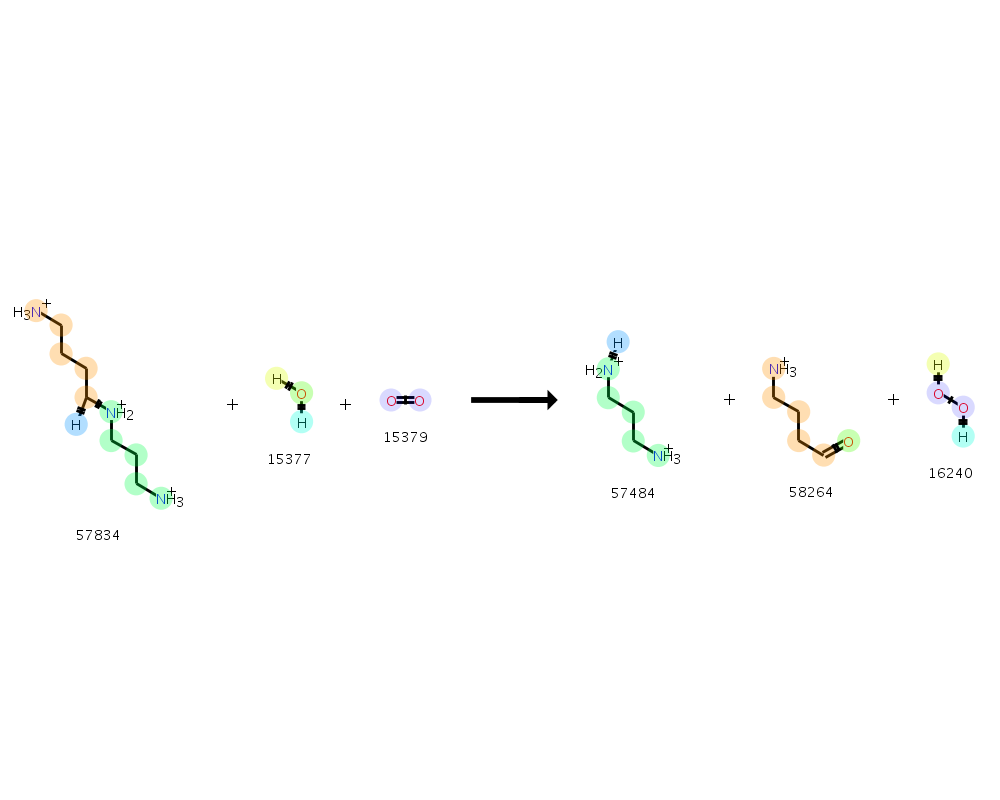 H3N+
H
NH2+
NH3+
57834
+
H
O
H
15377
+
O O
15379
H
H2N+
NH3+
57484
+
NH3+
O
58264
+
H
O
O
H
16240